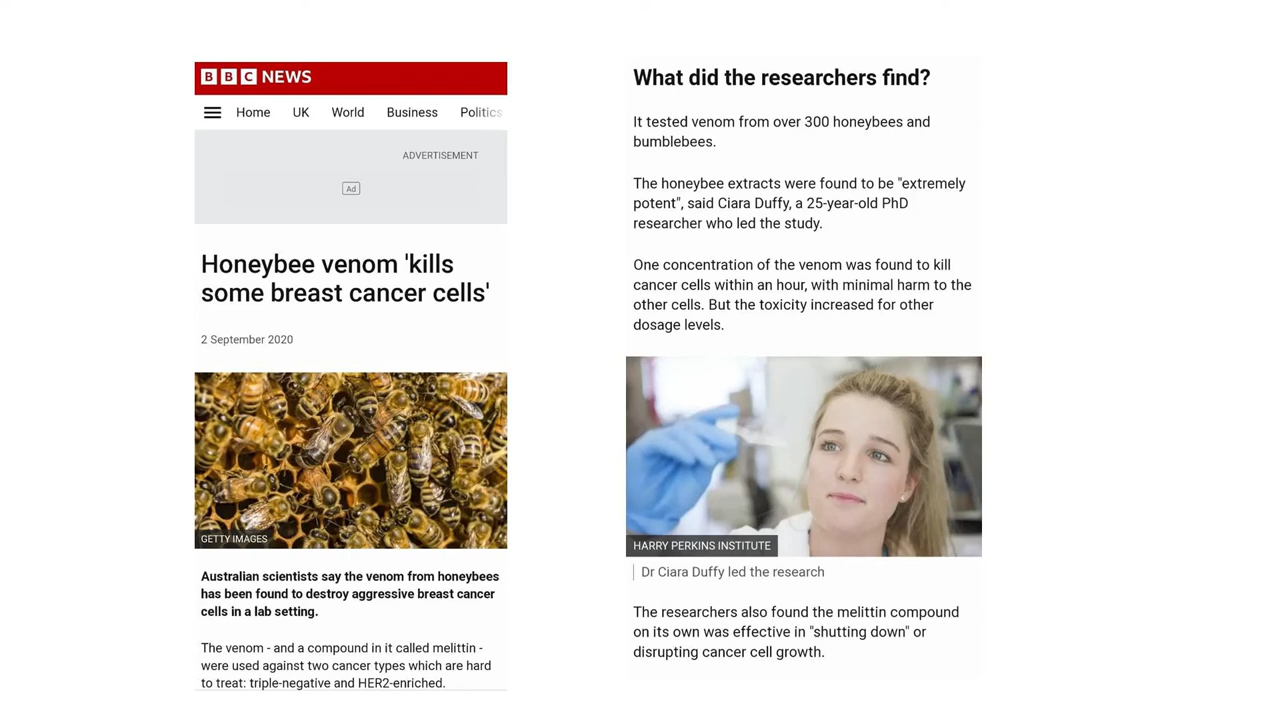 BBC NEWS
Home UK World Business Politics
ADVERTISEMENT
Ad
Honeybee venom 'kills
some breast cancer cells'
2 September 2020
GETTY IMAGES
Australian scientists say the venom from honeybees
has been found to destroy aggressive breast cancer
cells in a lab setting.
The venom - and a compound in it called melittin -
were used against two cancer types which are hard
to treat: triple-negative and HER2-enriched.
What did the researchers find?
It tested venom from over 300 honeybees and
bumblebees.
The honeybee extracts were found to be "extremely
potent", said Ciara Duffy, a 25-year-old PhD
researcher who led the study.
One concentration of the venom was found to kill
cancer cells within an hour, with minimal harm to the
other cells. But the toxicity increased for other
dosage levels.
HARRY PERKINS INSTITUTE
Dr Ciara Duffy led the research
The researchers also found the melittin compound
on its own was effective in "shutting down" or
disrupting cancer cell growth.